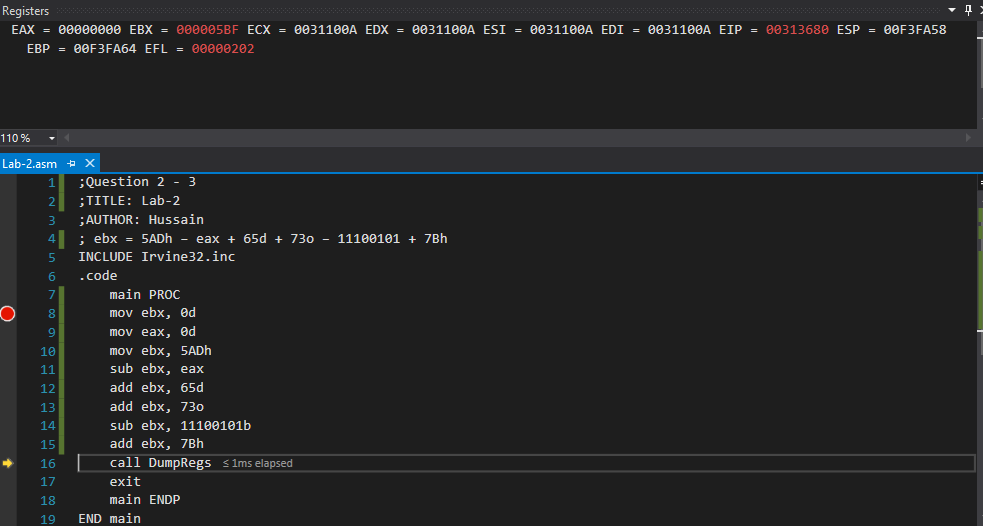 Registers
EAX = 00000000 EBX = 000005BF ECX = 0031100A EDX = 0031100A ESI = 0031100A EDI = 0031100A EIP = 00313680 ESP = 00F3FA58
EBP = 00F3FA64 EFL = 00000202
110 %
Lab-2.asm
1 ;Question 2 - 3
2 ;TITLE: Lab-2
3 ;AUTHOR: Hussain
4 ; ebx = 5ADh – eax + 65d + 73o – 11100101 + 7Bh
5 INCLUDE Irvine32.inc
6 .code
7 main PROC
8 mov ebx, 0d
9 mov eax, 0d
10 mov ebx, 5ADh
11 sub ebx, eax
12 add ebx, 65d
13 add ebx, 73o
14 sub ebx, 11100101b
15 add ebx, 7Bh
16 call DumpRegs ≤ 1ms elapsed
17 exit
18 main ENDP
19 END main